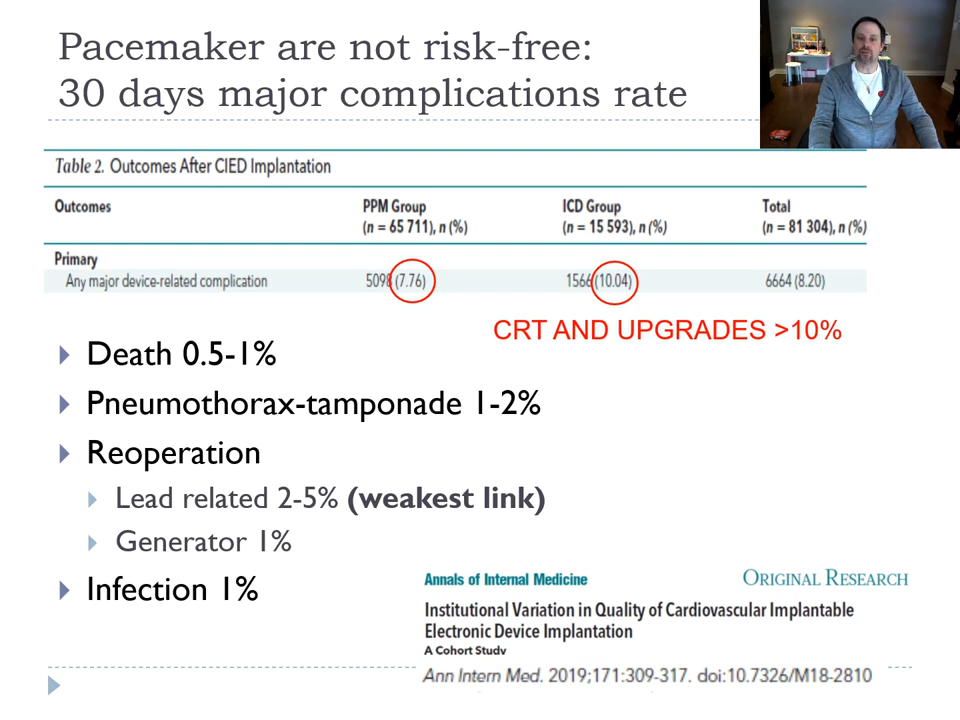 Pacemaker are not risk-free:
30 days major complications rate
Table 2. Outcomes After CIED Implantation
Outcomes PPM Group ICD Group Total
(n = 65 711), n (%) (n = 15 593), n (%) (n = 81 304), n (%)
Primary
Any major device-related complication 5098 (7.76) 1566 (10.04) 6664 (8.20)
CRT AND UPGRADES >10%
Death 0.5-1%
Pneumothorax-tamponade 1-2%
Reoperation
Lead related 2-5% (weakest link)
Generator 1%
Infection 1%
Annals of Internal Medicine ORIGINAL RESEARCH
Institutional Variation in Quality of Cardiovascular Implantable
Electronic Device Implantation
A Cohort Study
Ann Intern Med. 2019;171:309-317. doi:10.7326/M18-2810